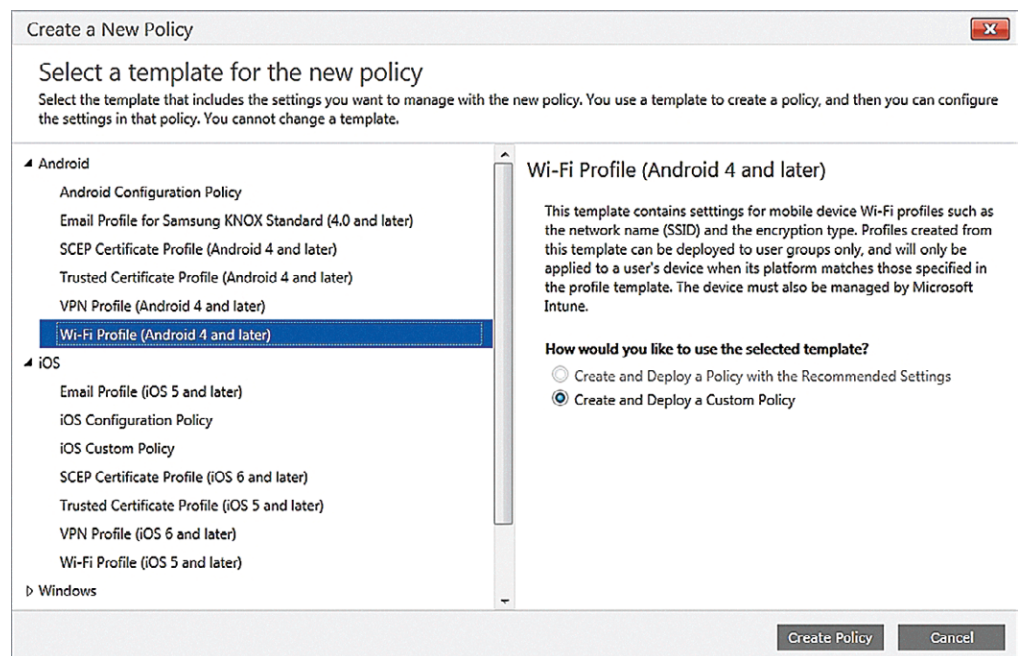 Create a New Policy
Select a template for the new policy
Select the template that includes the settings you want to manage with the new policy. You use a template to create a policy, and then you can configure
the settings in that policy. You cannot change a template.
Android
Android Configuration Policy
Email Profile for Samsung KNOX Standard (4.0 and later)
SCEP Certificate Profile (Android 4 and later)
Trusted Certificate Profile (Android 4 and later)
VPN Profile (Android 4 and later)
Wi-Fi Profile (Android 4 and later)
iOS
Email Profile (iOS 5 and later)
iOS Configuration Policy
iOS Custom Policy
SCEP Certificate Profile (iOS 6 and later)
Trusted Certificate Profile (iOS 5 and later)
VPN Profile (iOS 6 and later)
Wi-Fi Profile (iOS 5 and later)
Windows
Wi-Fi Profile (Android 4 and later)
This template contains setttings for mobile device Wi-Fi profiles such as
the network name (SSID) and the encryption type. Profiles created from
this template can be deployed to user groups only, and will only be
applied to a user's device when its platform matches those specified in
the profile template. The device must also be managed by Microsoft
Intune.
How would you like to use the selected template?
Create and Deploy a Policy with the Recommended Settings
Create and Deploy a Custom Policy
Create Policy
Cancel